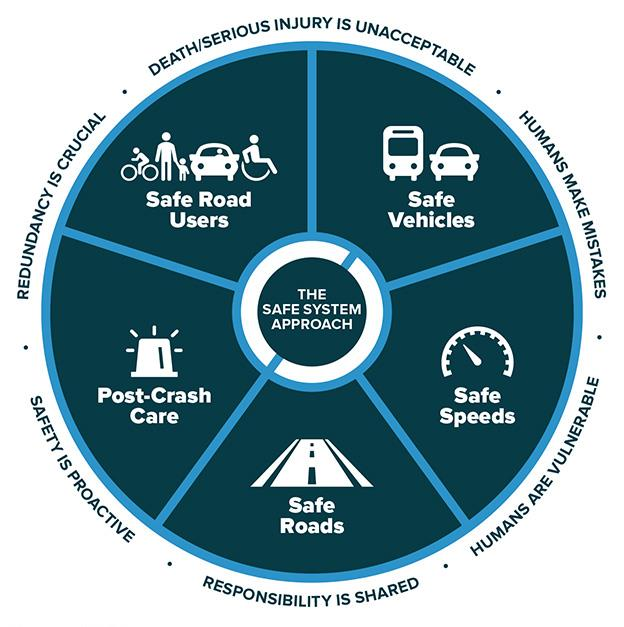 DEATH/SERIOUS INJURY IS UNACCEPTABLE
HUMANS MAKE MISTAKES
HUMANS ARE VULNERABLE
RESPONSIBILITY IS SHARED
SAFETY IS PROACTIVE
REDUNDANCY IS CRUCIAL
Safe Road
Users
Safe
Vehicles
Safe
Speeds
Safe
Roads
Post-Crash
Care
THE
SAFE SYSTEM
APPROACH